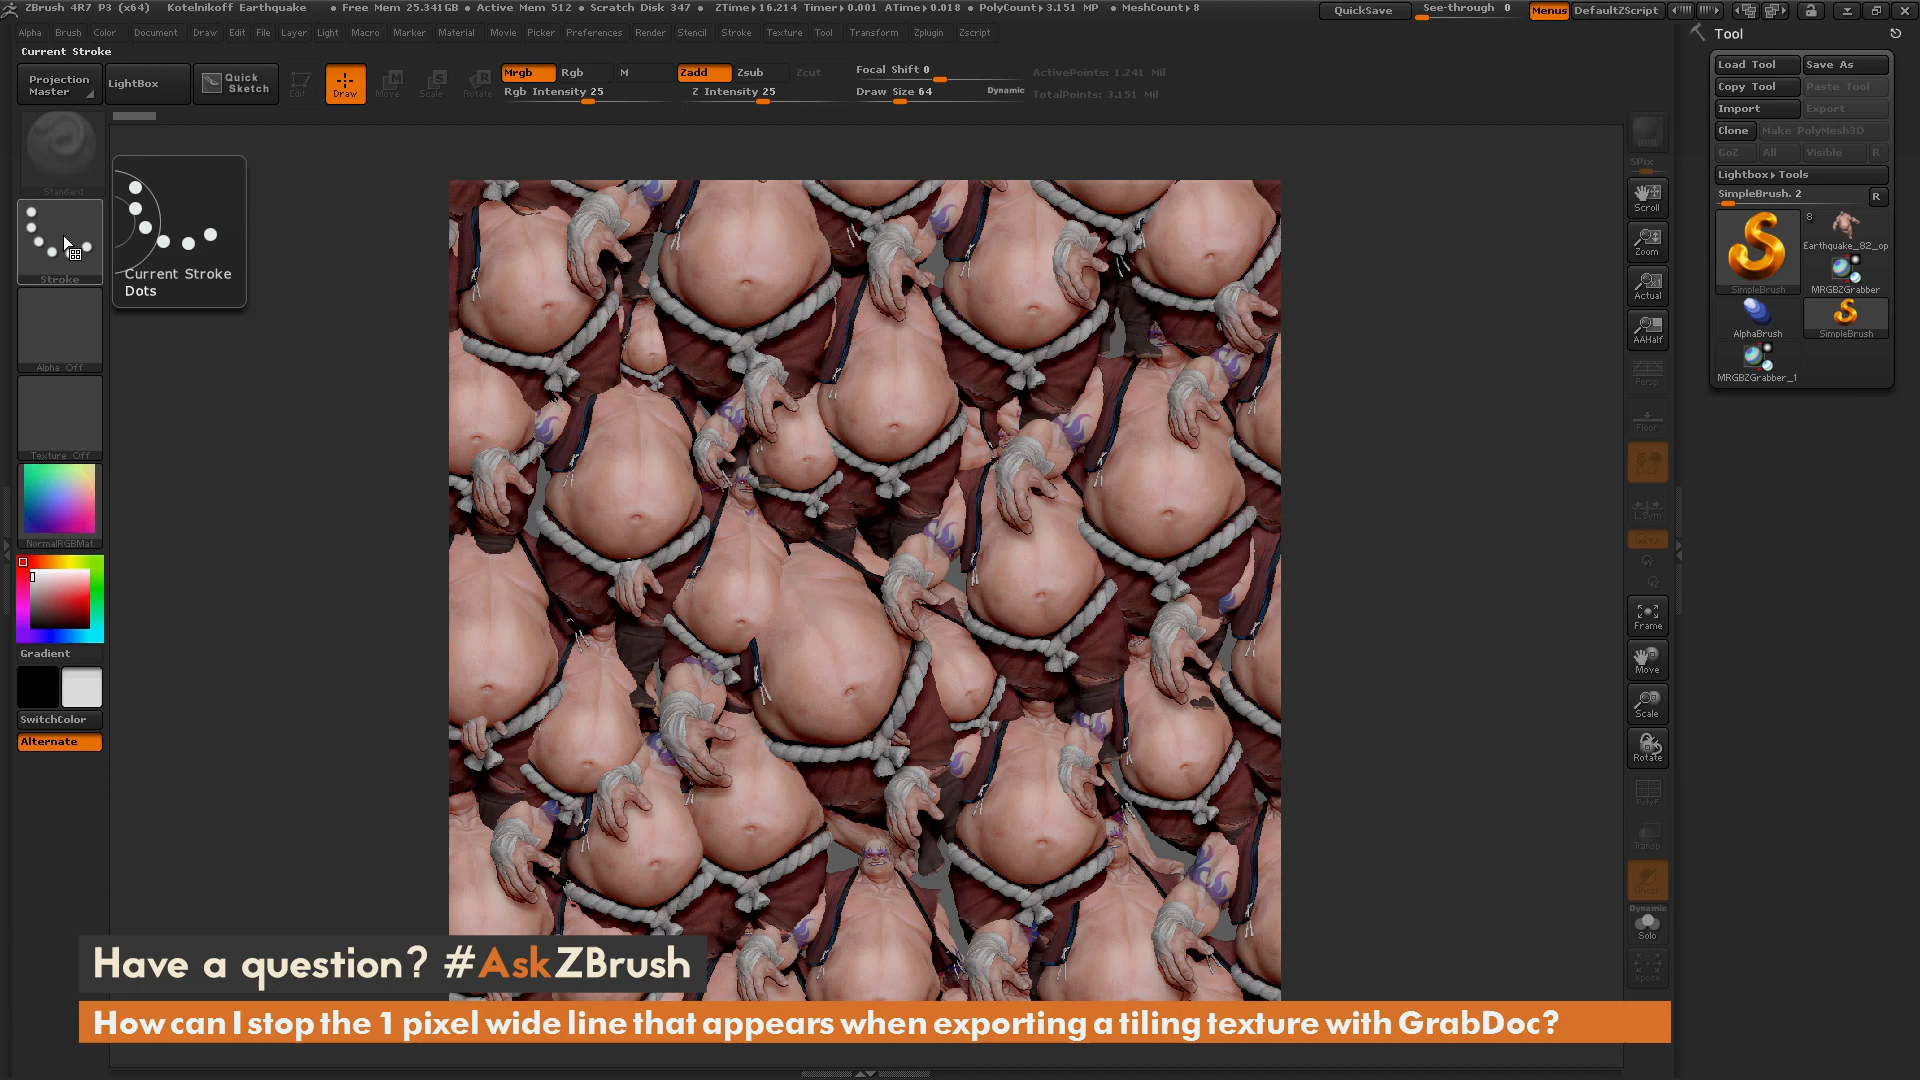 ZBrush 4R7 P3 (x64) Kotelnikoff Earthquake • Free Mem 25.341GB • Active Mem 512 • Scratch Disk 347 • ZTime▸16.214 Timer▸0.001 ATime▸0.018 • PolyCount▸3.151 MP • MeshCount▸8 QuickSave See-through 0 Menus DefaultZScript
Alpha Brush Color Document Draw Edit File Layer Light Macro Marker Material Movie Picker Preferences Render Stencil Stroke Texture Tool Transform Zplugin Zscript
Tool
Current Stroke
Projection Master
LightBox
Quick Sketch
Edit
Draw
Move
Scale
Rotate
Mrgb Rgb M Zadd Zsub Zcut Focal Shift 0 ActivePoints: 1.241 Mil
Rgb Intensity 25 Z Intensity 25 Draw Size 64 Dynamic TotalPoints: 3.151 Mil
Load Tool Save As
Copy Tool Paste Tool
Import Export
Clone Make PolyMesh3D
GoZ All Visible R
Lightbox▸Tools
SimpleBrush. 2 R
8
Earthquake_82_op
SimpleBrush
MRGBZGrabber
AlphaBrush
SimpleBrush
MRGBZGrabber_1
Standard
Stroke
Current Stroke
Dots
Alpha Off
Texture Off
NormalRGBMat
Gradient
SwitchColor
Alternate
SPix
Scroll
Zoom
Actual
AAHalf
Persp
Floor
Local
L.Sym
Frame
Move
Scale
Rotate
PolyF
Transp
Dynamic
Solo
Xpose
Have a question? #AskZBrush
How can I stop the 1 pixel wide line that appears when exporting a tiling texture with GrabDoc?